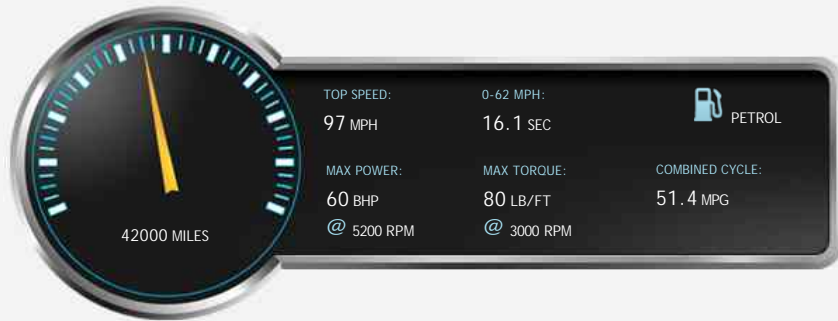 TOP SPEED:
97 MPH
0-62 MPH:
16.1 SEC
PETROL
MAX POWER:
60 BHP
@ 5200 RPM
MAX TORQUE:
80 LB/FT
@ 3000 RPM
COMBINED CYCLE:
51.4 MPG
42000 MILES